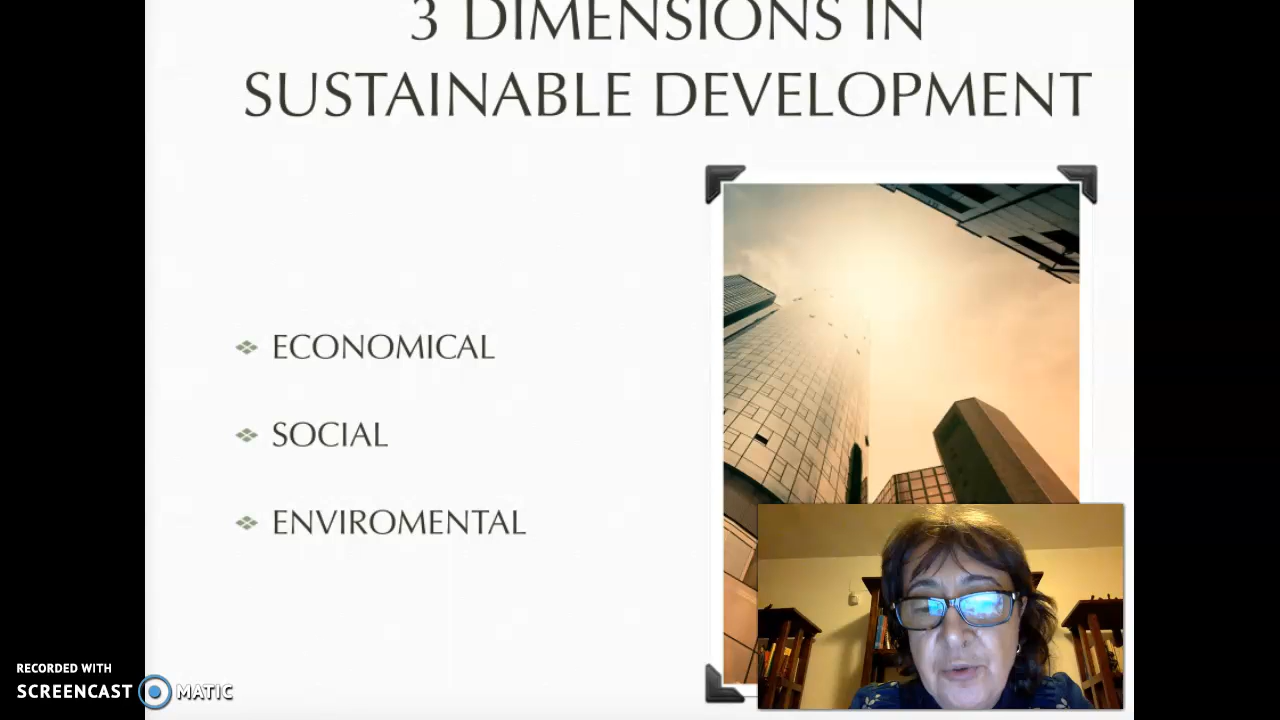 3 DIMENSIONS IN
SUSTAINABLE DEVELOPMENT
ECONOMICAL
SOCIAL
ENVIROMENTAL
RECORDED WITH
SCREENCAST MATIC